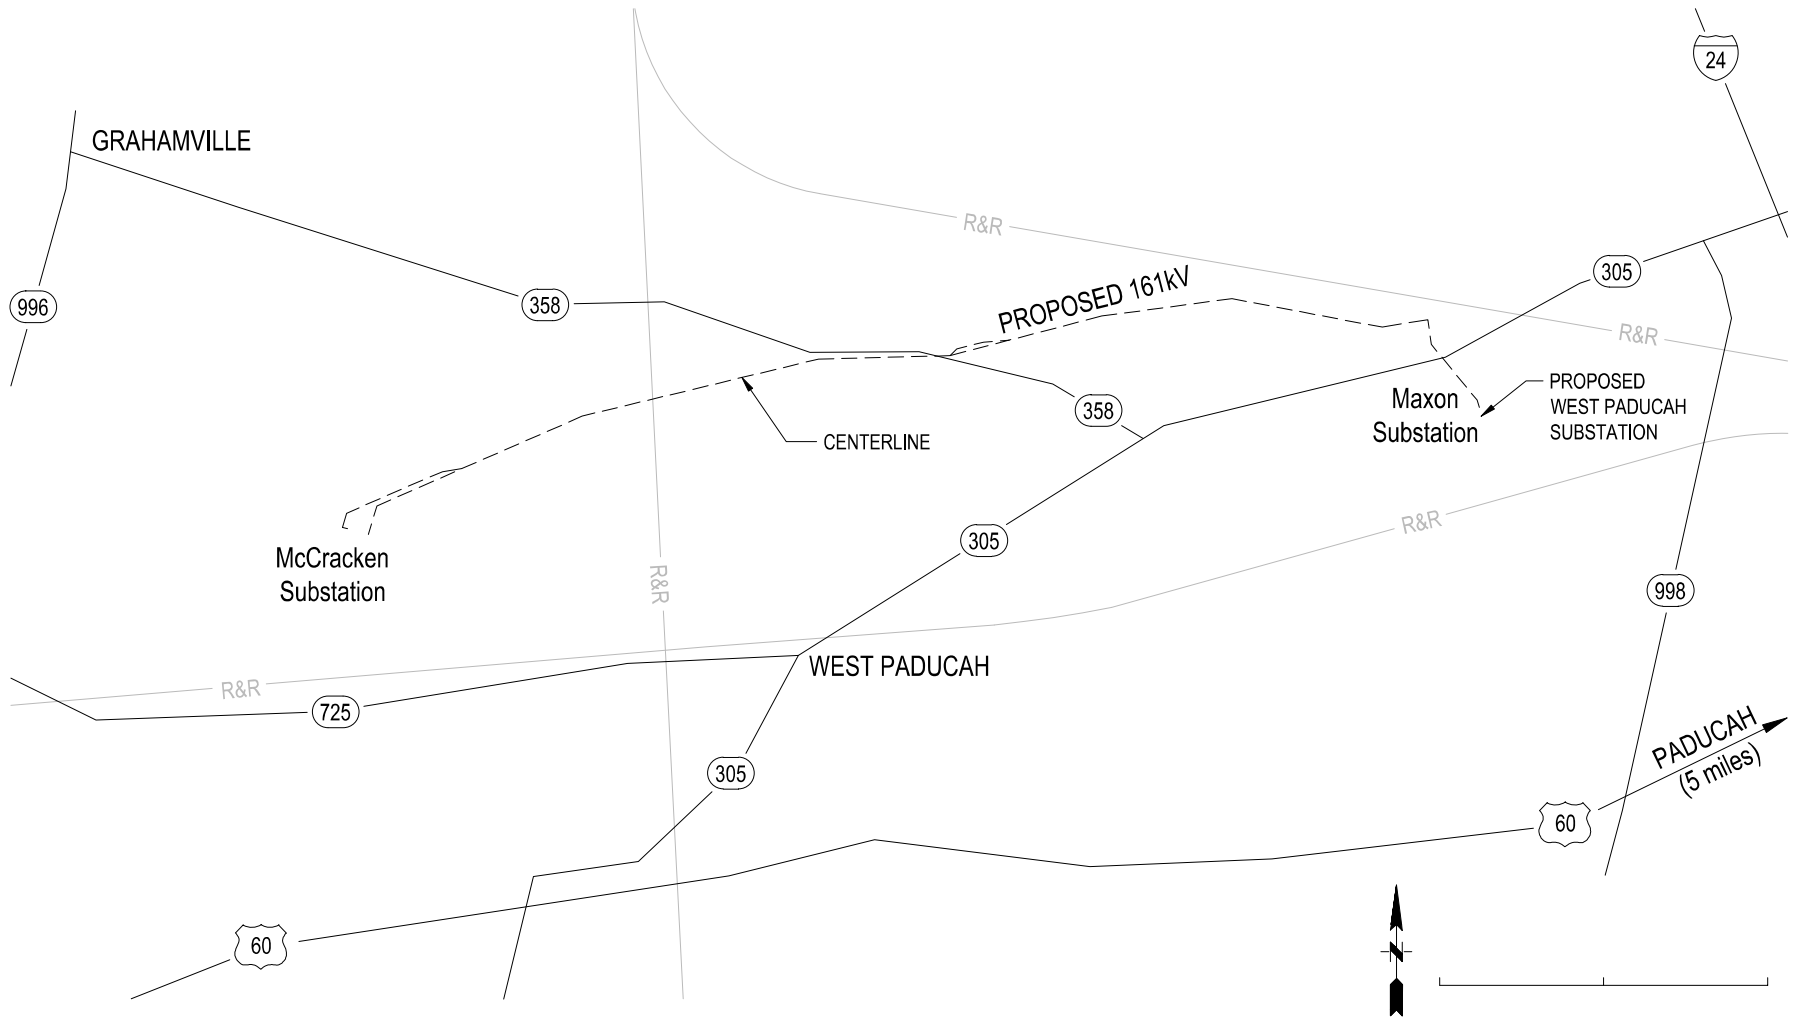 24
GRAHAMVILLE
R&R
305
PROPOSED 161kV
996
358
R&R
PROPOSED
WEST PADUCAH
SUBSTATION
Maxon
Substation
358
CENTERLINE
R&R
305
McCracken
Substation
R&R
998
WEST PADUCAH
R&R
725
PADUCAH
(5 miles)
305
60
60
N